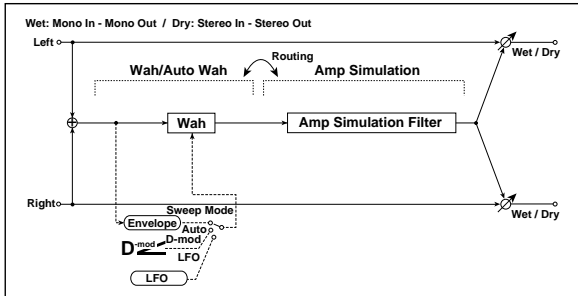 Wet: Mono In - Mono Out / Dry: Stereo In - Stereo Out
Left
Wet / Dry
Routing
Wah/Auto Wah
Amp Simulation
Wah
Amp Simulation Filter
Right
Wet / Dry
Sweep Mode
Envelope
Auto
D-mod
D-mod
LFO
LFO